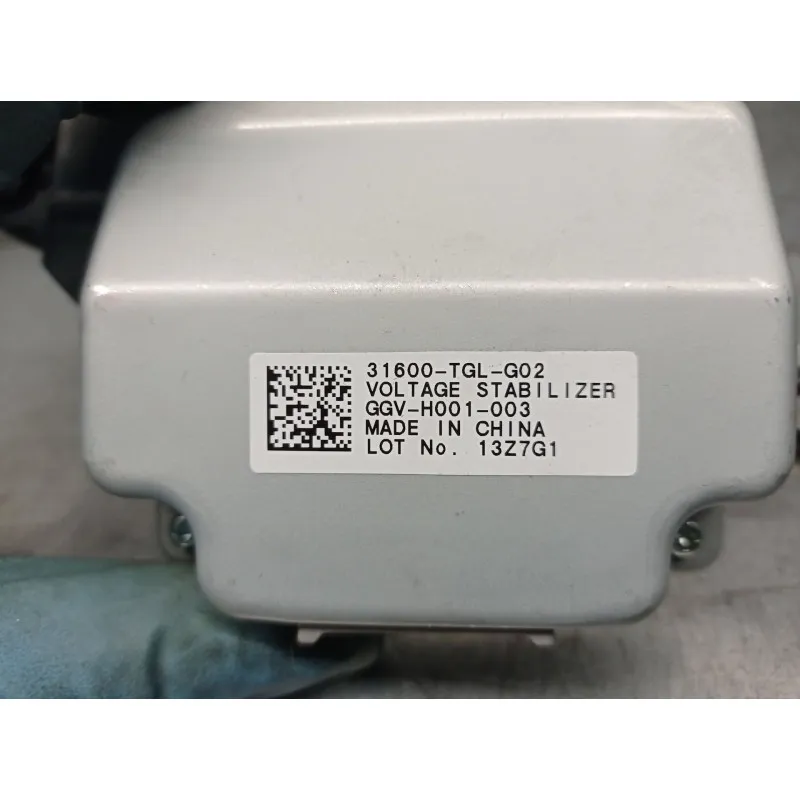 31600-TGL-G02
VOLTAGE STABILIZER
GGV-H001-003
MADE IN CHINA
LOT No. 13Z7G1